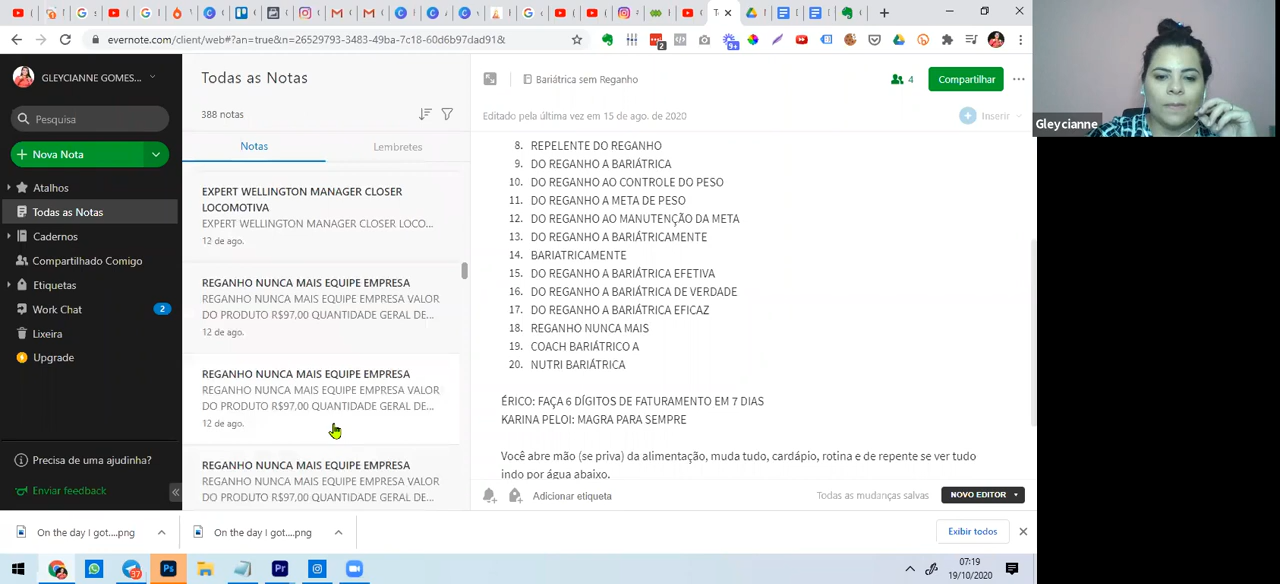 evernote.com/client/web#?an=true&n=26529793-3483-49ba-7c18-60d6b97dad91&
GLEYCIANNE GOMES...
Pesquisa
Nova Nota
Atalhos
Todas as Notas
Cadernos
Compartilhado Comigo
Etiquetas
Work Chat
2
Lixeira
Upgrade
Precisa de uma ajudinha?
Enviar feedback
Todas as Notas
388 notas
Notas
Lembretes
EXPERT WELLINGTON MANAGER CLOSER
LOCOMOTIVA
EXPERT WELLINGTON MANAGER CLOSER LOCO...
12 de ago.
REGANHO NUNCA MAIS EQUIPE EMPRESA
REGANHO NUNCA MAIS EQUIPE EMPRESA VALOR
DO PRODUTO R$97,00 QUANTIDADE GERAL DE...
12 de ago.
REGANHO NUNCA MAIS EQUIPE EMPRESA
REGANHO NUNCA MAIS EQUIPE EMPRESA VALOR
DO PRODUTO R$97,00 QUANTIDADE GERAL DE...
12 de ago.
REGANHO NUNCA MAIS EQUIPE EMPRESA
REGANHO NUNCA MAIS EQUIPE EMPRESA VALOR
DO PRODUTO R$97,00 QUANTIDADE GERAL DE...
Bariátrica sem Reganho
4
Compartilhar
Editado pela última vez em 15 de ago. de 2020
Inserir
8. REPELENTE DO REGANHO
9. DO REGANHO A BARIÁTRICA
10. DO REGANHO AO CONTROLE DO PESO
11. DO REGANHO A META DE PESO
12. DO REGANHO AO MANUTENÇÃO DA META
13. DO REGANHO A BARIÁTRICAMENTE
14. BARIATRICAMENTE
15. DO REGANHO A BARIÁTRICA EFETIVA
16. DO REGANHO A BARIÁTRICA DE VERDADE
17. DO REGANHO A BARIÁTRICA EFICAZ
18. REGANHO NUNCA MAIS
19. COACH BARIÁTRICO A
20. NUTRI BARIÁTRICA
ÉRICO: FAÇA 6 DÍGITOS DE FATURAMENTO EM 7 DIAS
KARINA PELOI: MAGRA PARA SEMPRE
Você abre mão (se priva) da alimentação, muda tudo, cardápio, rotina e de repente se ver tudo
indo por água abaixo.
Adicionar etiqueta
Todas as mudanças salvas
NOVO EDITOR
Gleycianne
On the day I got....png
On the day I got....png
Exibir todos
07:19
19/10/2020